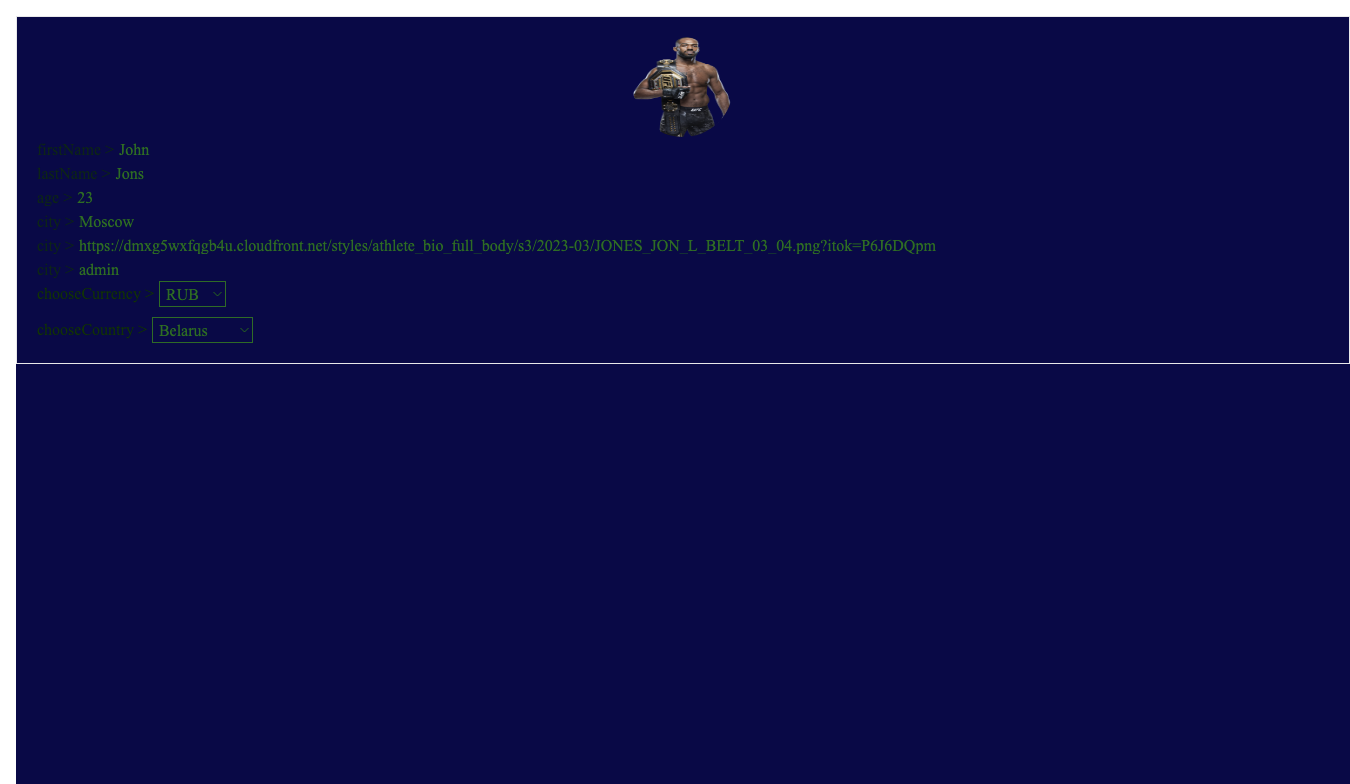 firstName > John
lastName > Jons
age > 23
city > Moscow
city > https://dmxg5wxfqgb4u.cloudfront.net/styles/athlete_bio_full_body/s3/2023-03/JONES_JON_L_BELT_03_04.png?itok=P6J6DQpm
city > admin
chooseCurrency > RUB
chooseCountry > Belarus